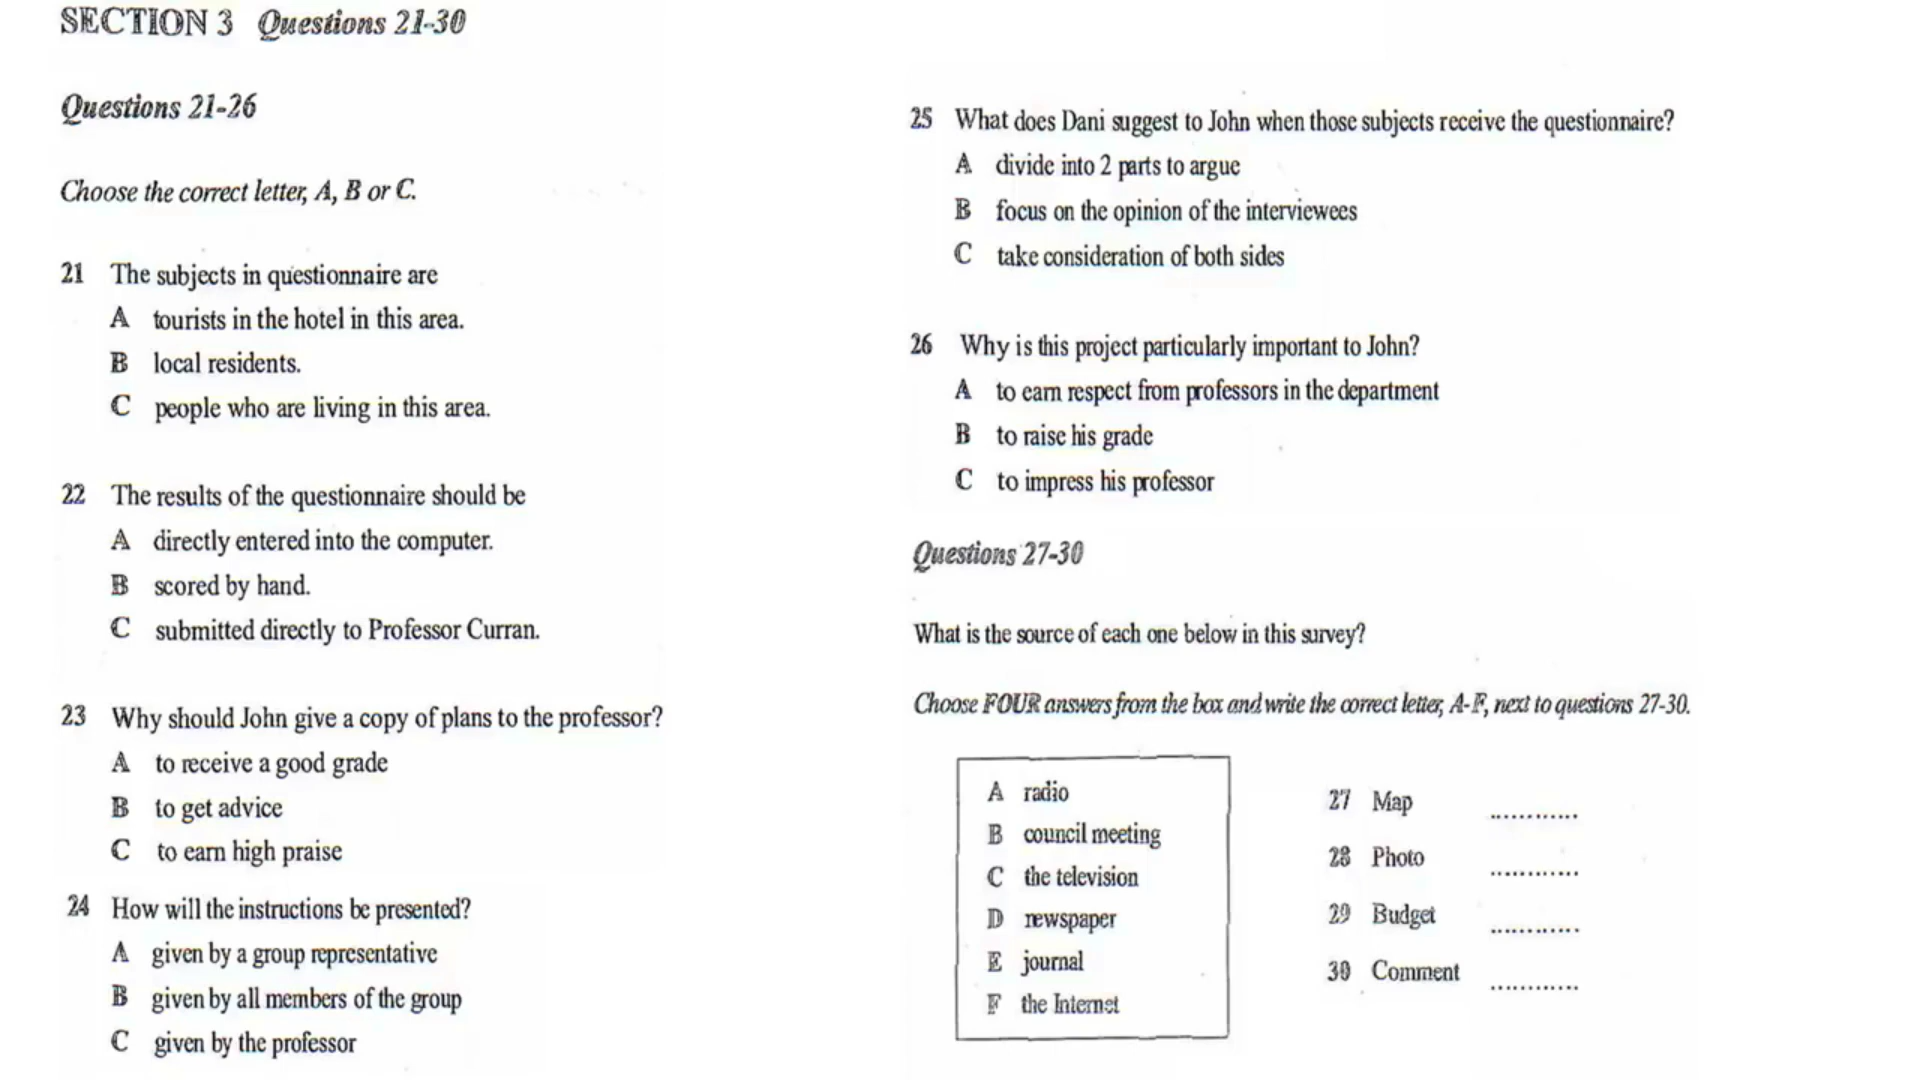 SECTION 3 Questions 21-30
Questions 21-26
Choose the correct letter, A, B or C.
21 The subjects in questionnaire are
A tourists in the hotel in this area.
B local residents.
C people who are living in this area.
22 The results of the questionnaire should be
A directly entered into the computer.
B scored by hand.
C submitted directly to Professor Curran.
23 Why should John give a copy of plans to the professor?
A to receive a good grade
B to get advice
C to earn high praise
24 How will the instructions be presented?
A given by a group representative
B given by all members of the group
C given by the professor
25 What does Dani suggest to John when those subjects receive the questionnaire?
A divide into 2 parts to argue
B focus on the opinion of the interviewees
C take consideration of both sides
26 Why is this project particularly important to John?
A to earn respect from professors in the department
B to raise his grade
C to impress his professor
Questions 27-30
What is the source of each one below in this survey?
Choose FOUR answers from the box and write the correct letter, A-F, next to questions 27-30.
A radio
B council meeting
C the television
D newspaper
E journal
F the Internet
27 Map ............
28 Photo ............
29 Budget ............
30 Comment ............